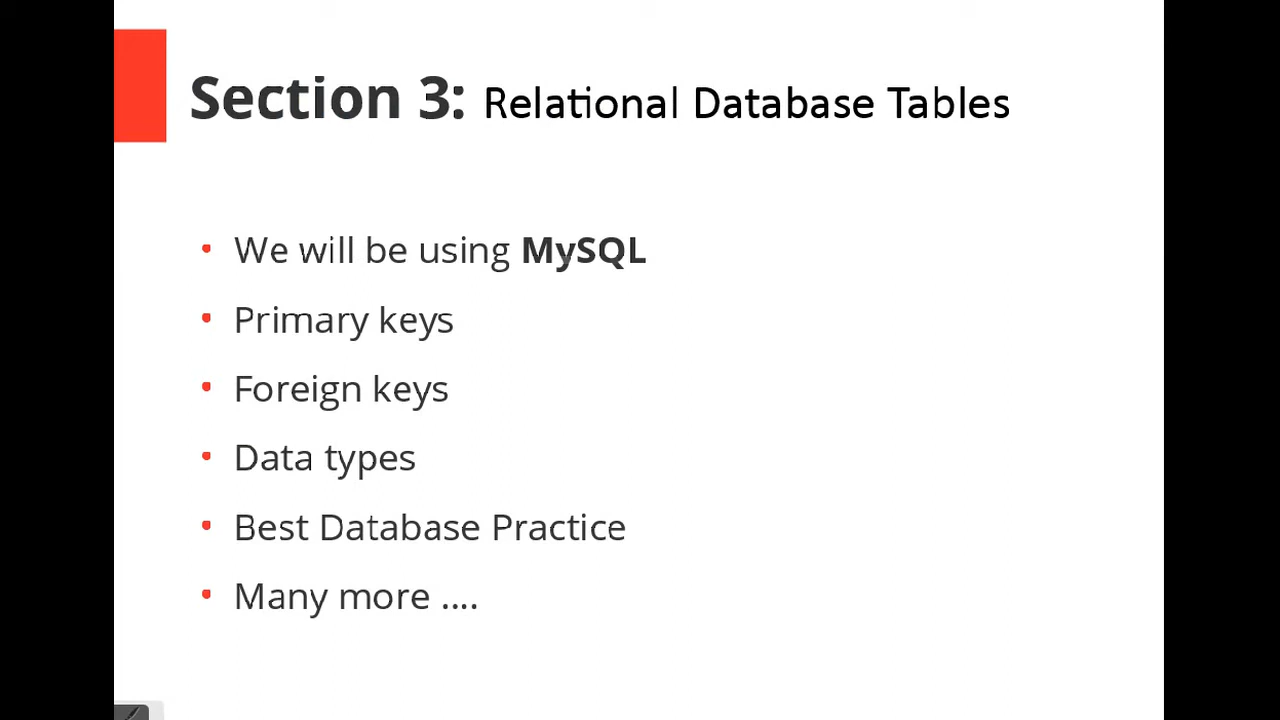 Section 3: Relational Database Tables
• We will be using MySQL
• Primary keys
• Foreign keys
• Data types
• Best Database Practice
• Many more ....